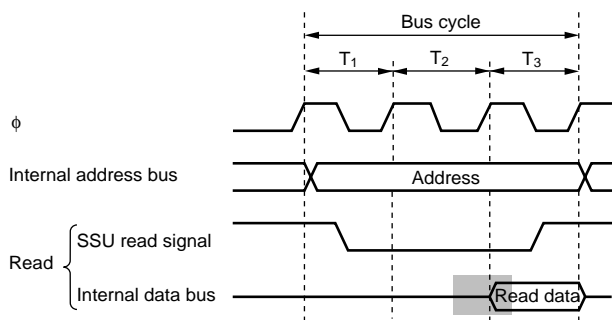 Bus cycle
T1 T2 T3
φ
Internal address bus Address
Read
SSU read signal
Internal data bus Read data